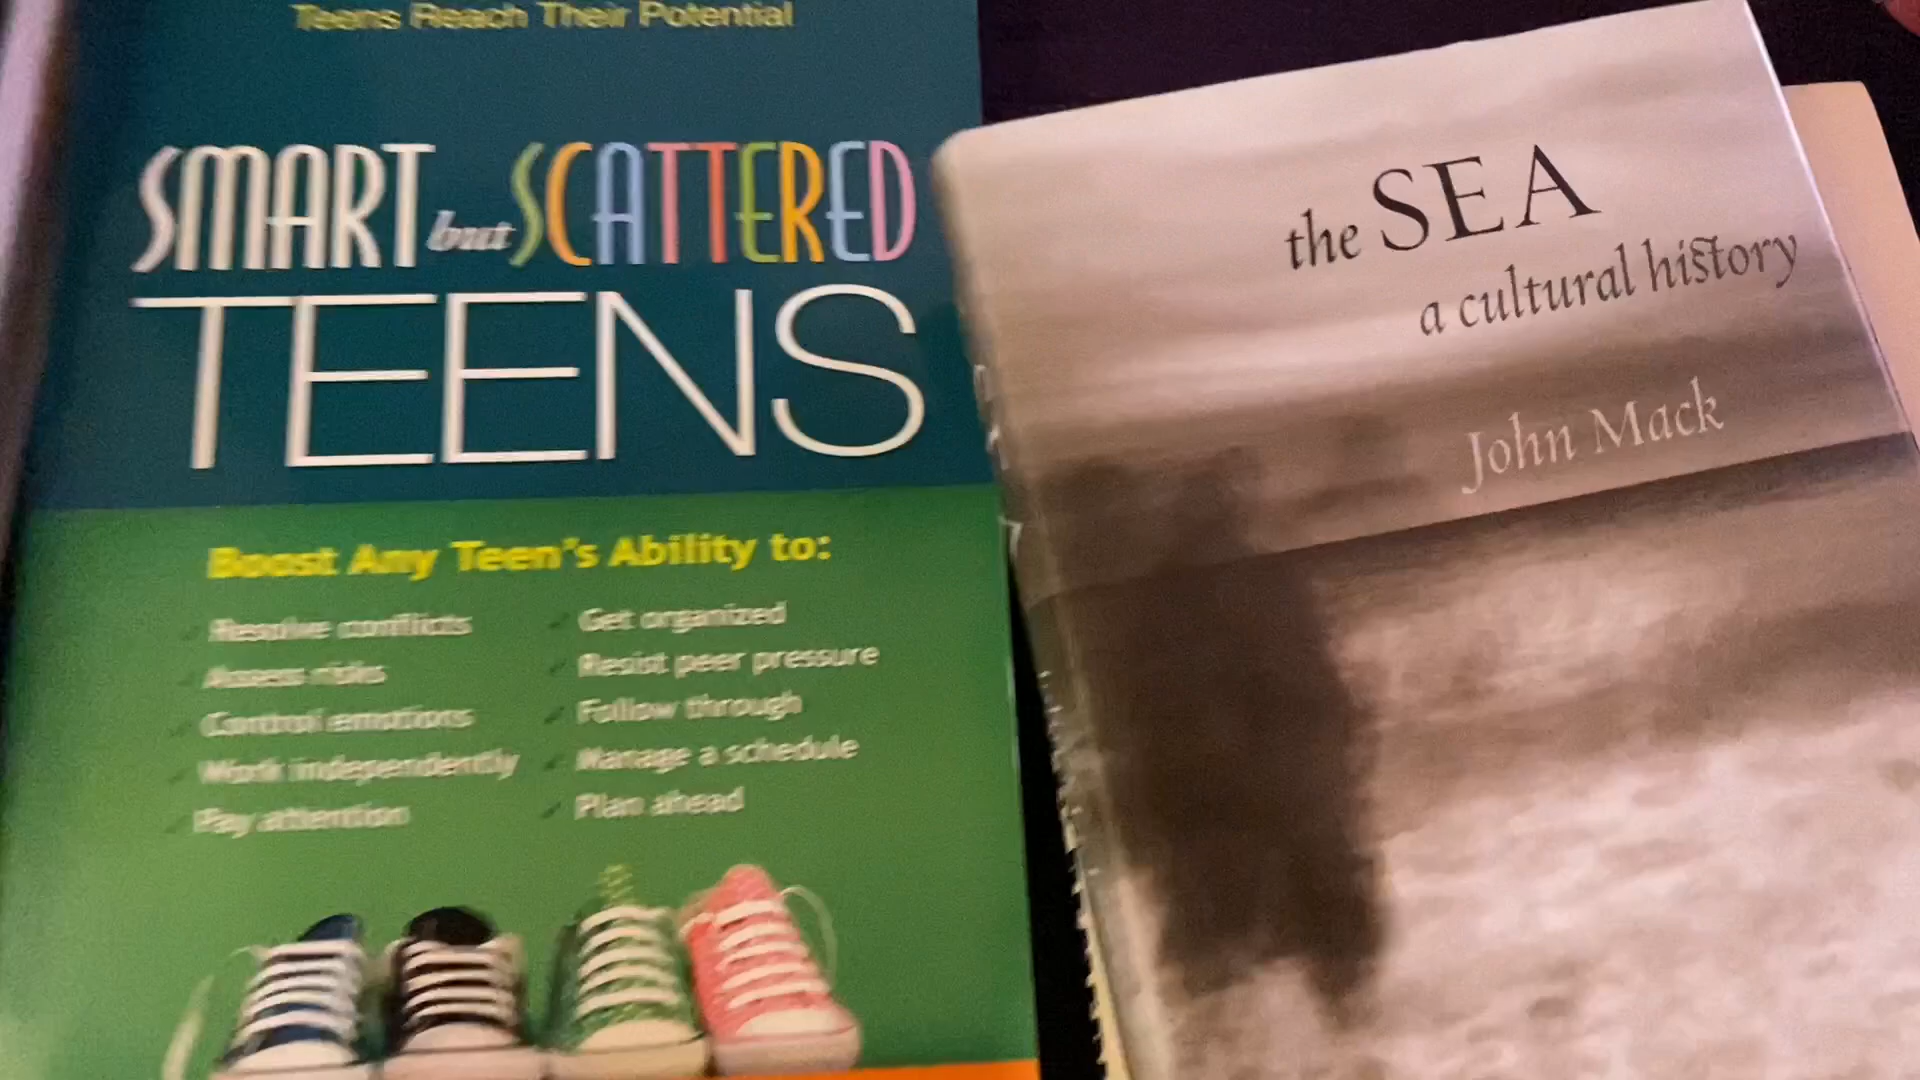 Teens Reach Their Potential
SMART but SCATTERED
TEENS
Boost Any Teen's Ability to:
Resolve conflicts
Assess risks
Control emotions
Work independently
Pay attention
Get organized
Resist peer pressure
Follow through
Manage a schedule
Plan ahead
the SEA
a cultural history
John Mack